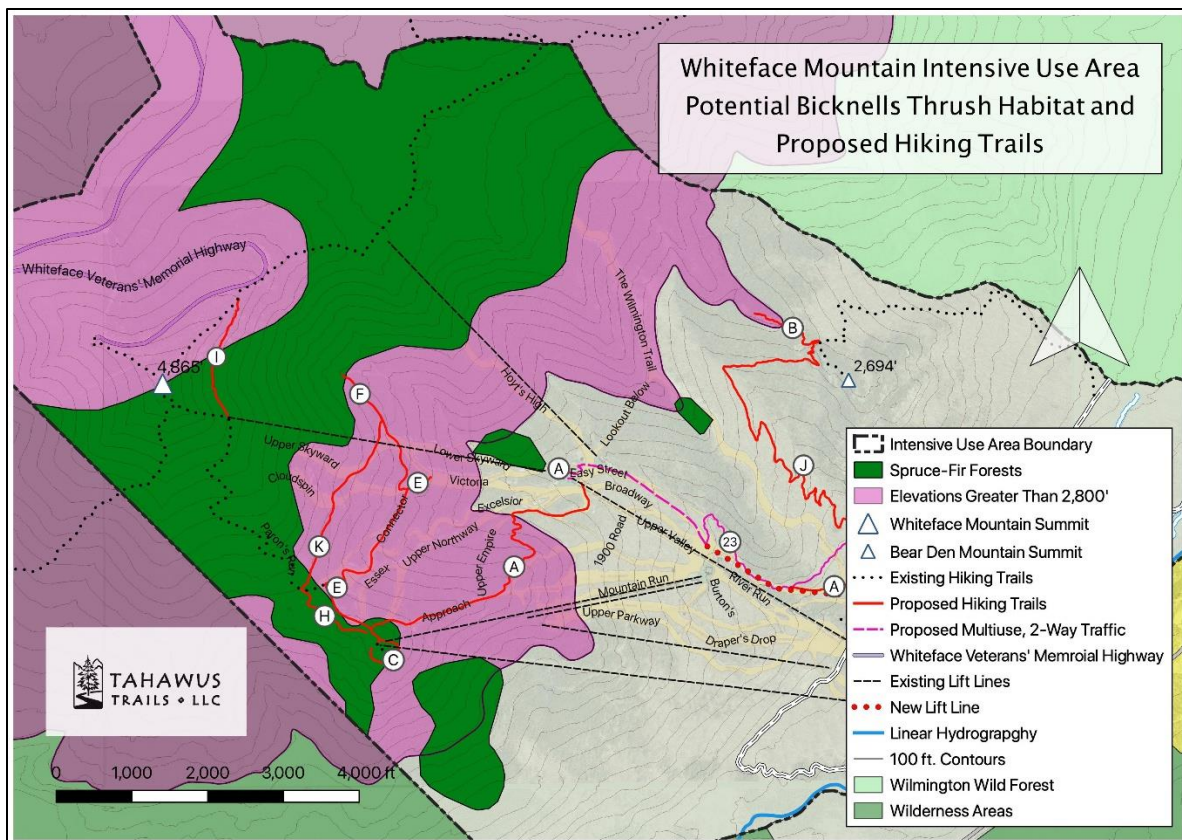 Whiteface Mountain Intensive Use Area
Potential Bicknells Thrush Habitat and
Proposed Hiking Trails
Whiteface Veterans' Memorial Highway
The Wilmington Trail
B
I
4,865'
2,694'
F
Hoyt's High
Lookout Below
Upper Skyward
Lower Skyward
A
Easy Street
J
Cloudspin
Victoria
E
Broadway
Excelsior
Connector
Upper Valley
23
Paron's Run
K
Upper Northway
Upper Empire
1900 Road
Essex
A
River Run
E
Mountain Run
Burton's
A
H
Approach
Upper Parkway
Draper's Drop
C
TAHAWUS
TRAILS • LLC
0 1,000 2,000 3,000 4,000 ft
Intensive Use Area Boundary
Spruce-Fir Forests
Elevations Greater Than 2,800'
Whiteface Mountain Summit
Bear Den Mountain Summit
Existing Hiking Trails
Proposed Hiking Trails
Proposed Multiuse, 2-Way Traffic
Whiteface Veterans' Memroial Highway
Existing Lift Lines
New Lift Line
Linear Hydrograpghy
100 ft. Contours
Wilmington Wild Forest
Wilderness Areas